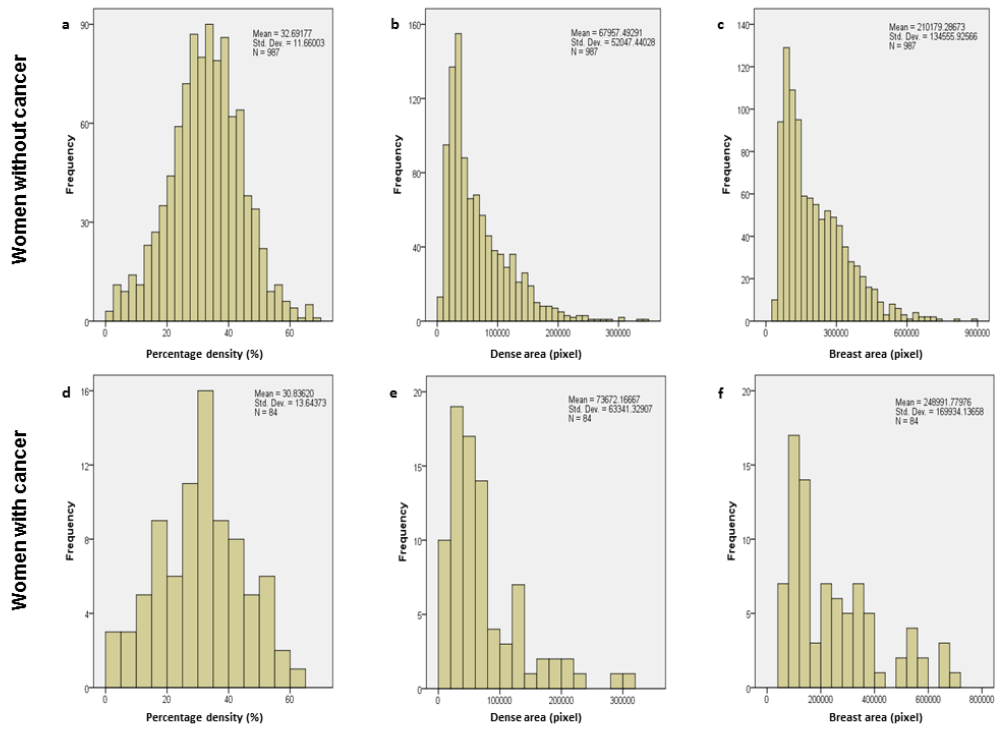 Women without cancer
a
Mean = 32.69177
Std. Dev. = 11.66003
N = 987
Frequency
90
60
30
0
0 20 40 60
Percentage density (%)
b
Mean = 67957.49291
Std. Dev. = 52047.44028
N = 987
Frequency
160
120
80
40
0
0 100000 200000 300000
Dense area (pixel)
c
Mean = 210179.28673
Std. Dev. = 134555.92566
N = 987
Frequency
140
120
100
80
60
40
20
0
0 300000 600000 900000
Breast area (pixel)
Women with cancer
d
Mean = 30.83620
Std. Dev. = 13.64373
N = 84
Frequency
16
12
8
4
0
0 20 40 60
Percentage density (%)
e
Mean = 73672.16667
Std. Dev. = 63341.32907
N = 84
Frequency
20
15
10
5
0
0 100000 200000 300000
Dense area (pixel)
f
Mean = 248991.77976
Std. Dev. = 169934.13658
N = 84
Frequency
20
15
10
5
0
0 200000 400000 600000 800000
Breast area (pixel)